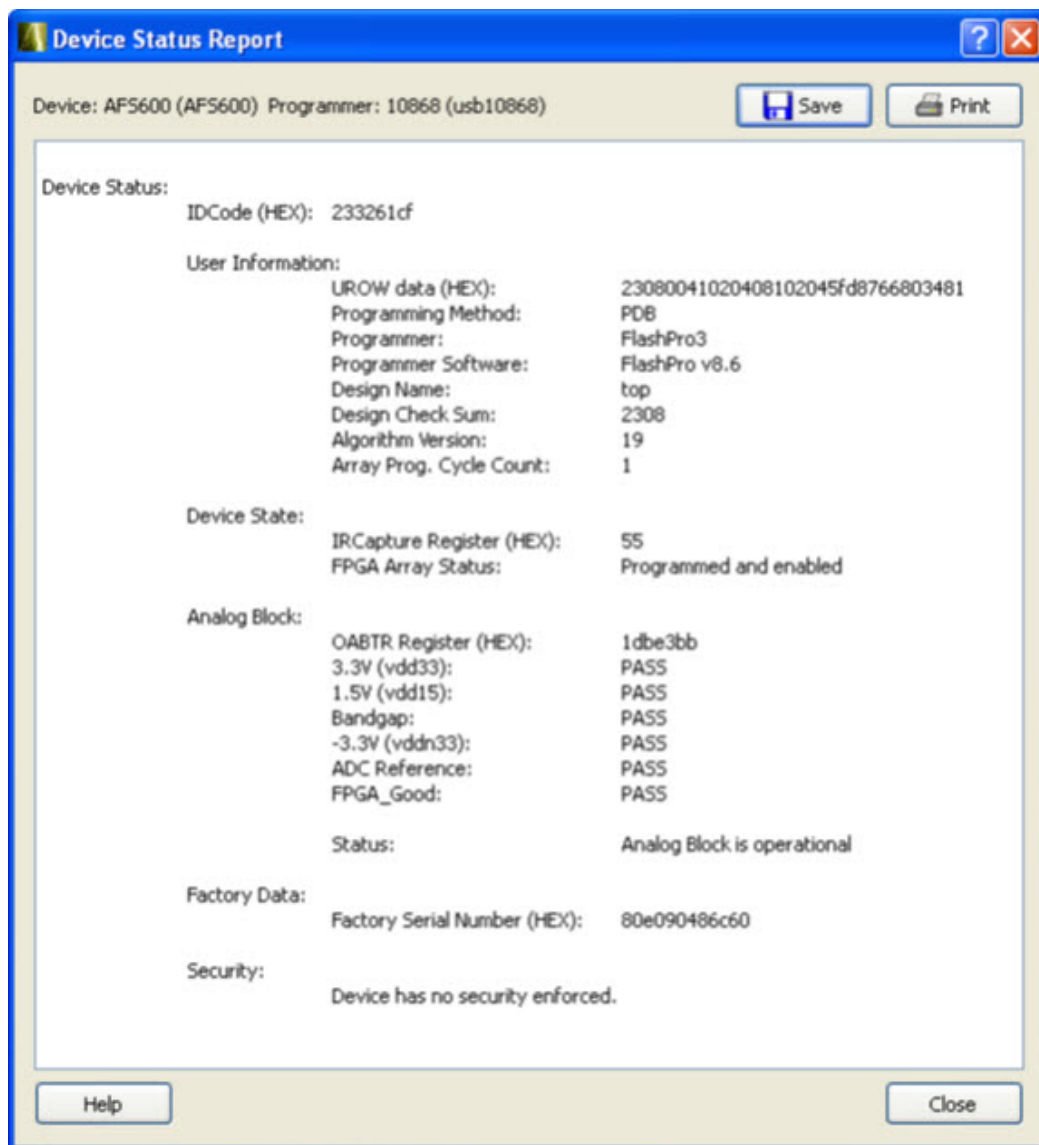 Device Status Report
Device: AFS600 (AFS600) Programmer: 10868 (usb10868)
Save
Print
Device Status:
IDCode (HEX): 233261cf
User Information:
UROW data (HEX): 23080041020408102045fd8766803481
Programming Method: PDB
Programmer: FlashPro3
Programmer Software: FlashPro v8.6
Design Name: top
Design Check Sum: 2308
Algorithm Version: 19
Array Prog. Cycle Count: 1
Device State:
IRCapture Register (HEX): 55
FPGA Array Status: Programmed and enabled
Analog Block:
OABTR Register (HEX): 1dbe3bb
3.3V (vdd33): PASS
1.5V (vdd15): PASS
Bandgap: PASS
-3.3V (vddn33): PASS
ADC Reference: PASS
FPGA_Good: PASS
Status: Analog Block is operational
Factory Data:
Factory Serial Number (HEX): 80e090486c60
Security:
Device has no security enforced.
Help
Close